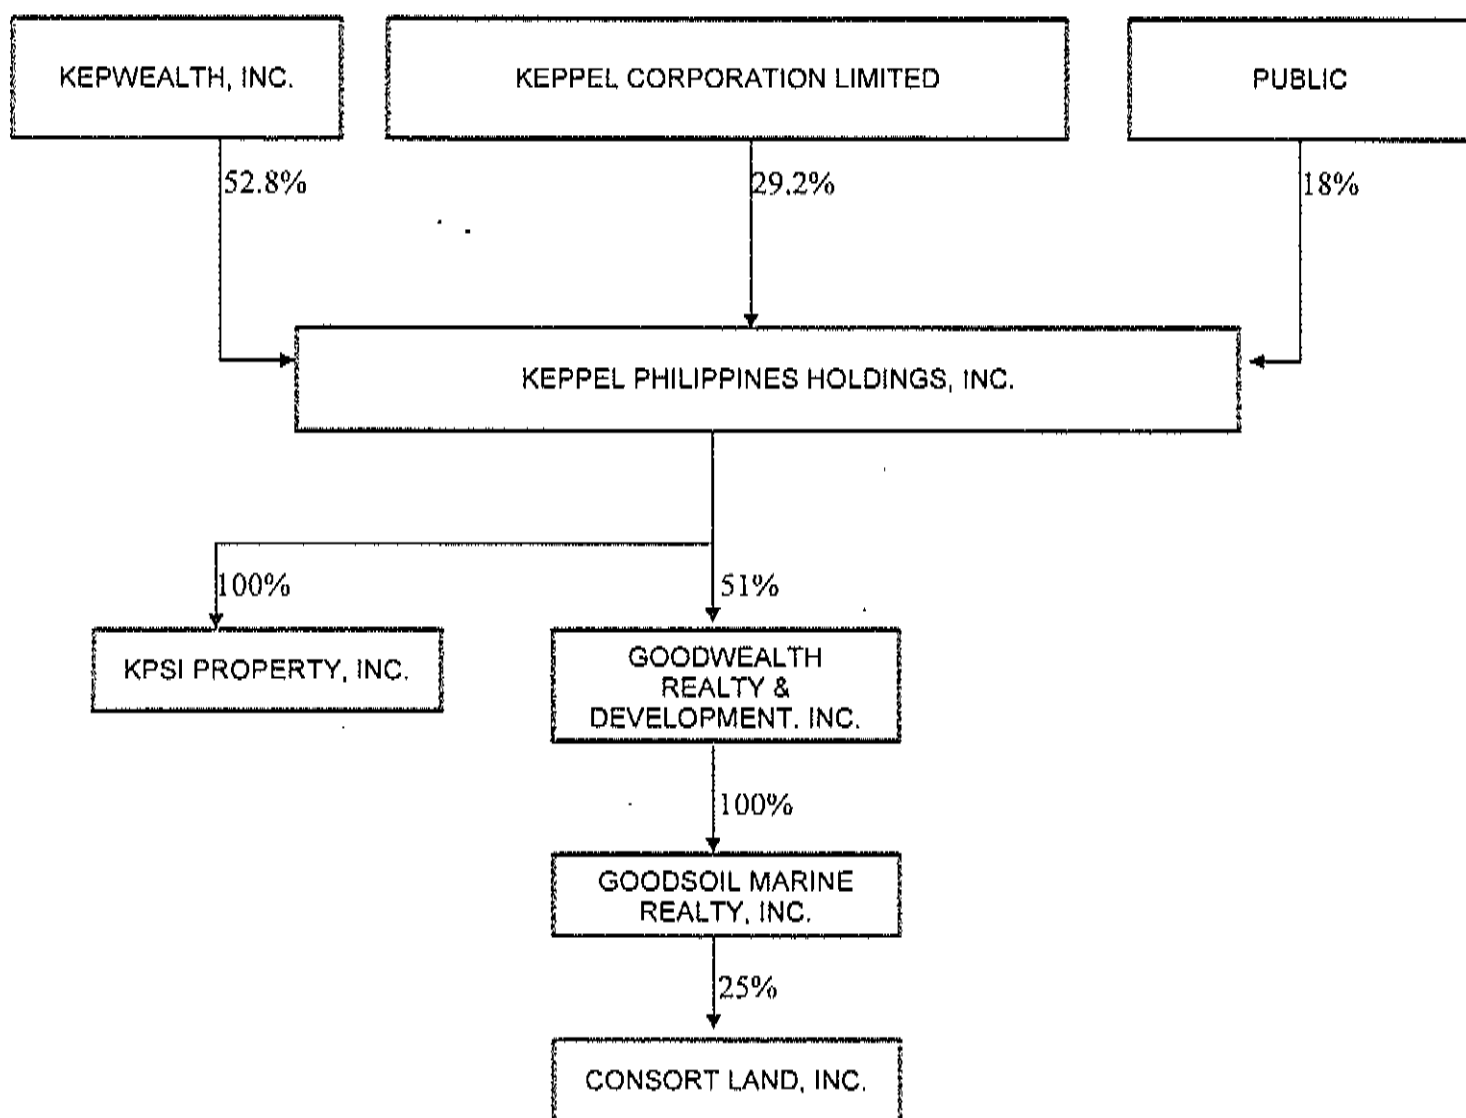 KEPWEALTH, INC.
KEPPEL CORPORATION LIMITED
PUBLIC
52.8%
29.2%
18%
KEPPEL PHILIPPINES HOLDINGS, INC.
100%
51%
KPSI PROPERTY, INC.
GOODWEALTH
REALTY &
DEVELOPMENT. INC.
100%
GOODSOIL MARINE
REALTY, INC.
25%
CONSORT LAND, INC.